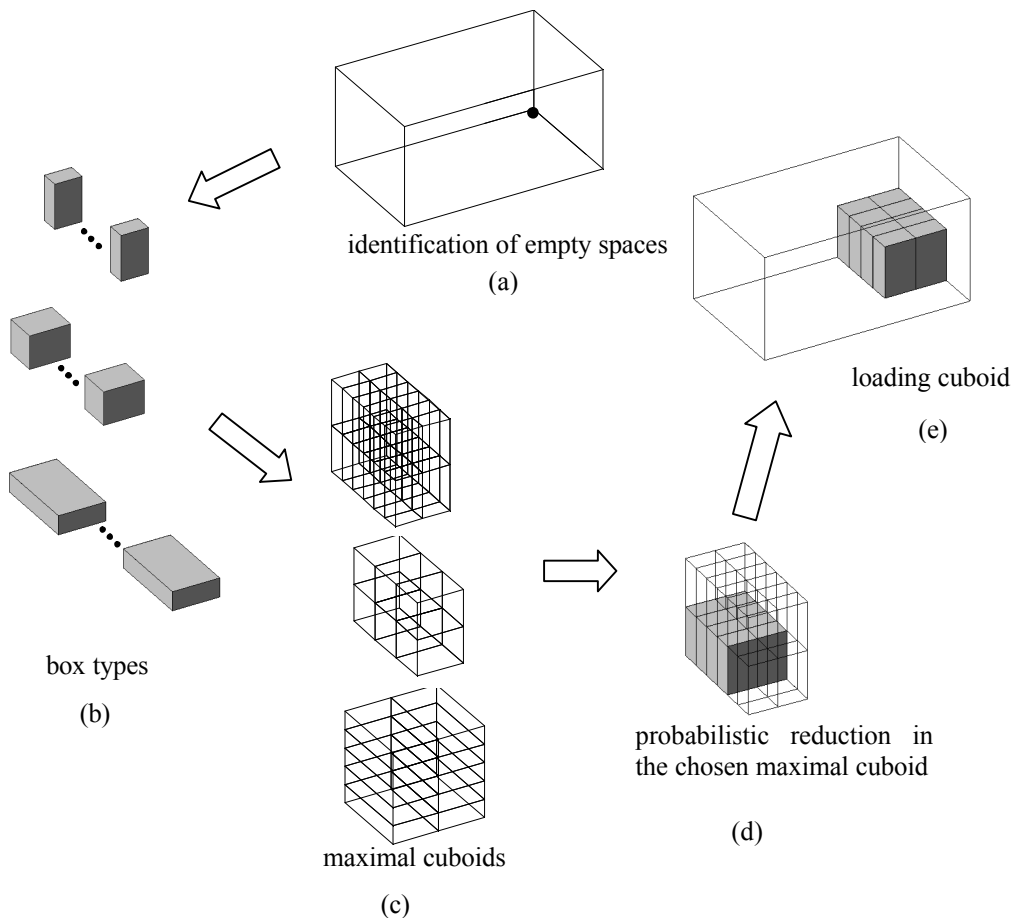 identification of empty spaces
(a)
box types
(b)
maximal cuboids
(c)
probabilistic reduction in
the chosen maximal cuboid
(d)
loading cuboid
(e)